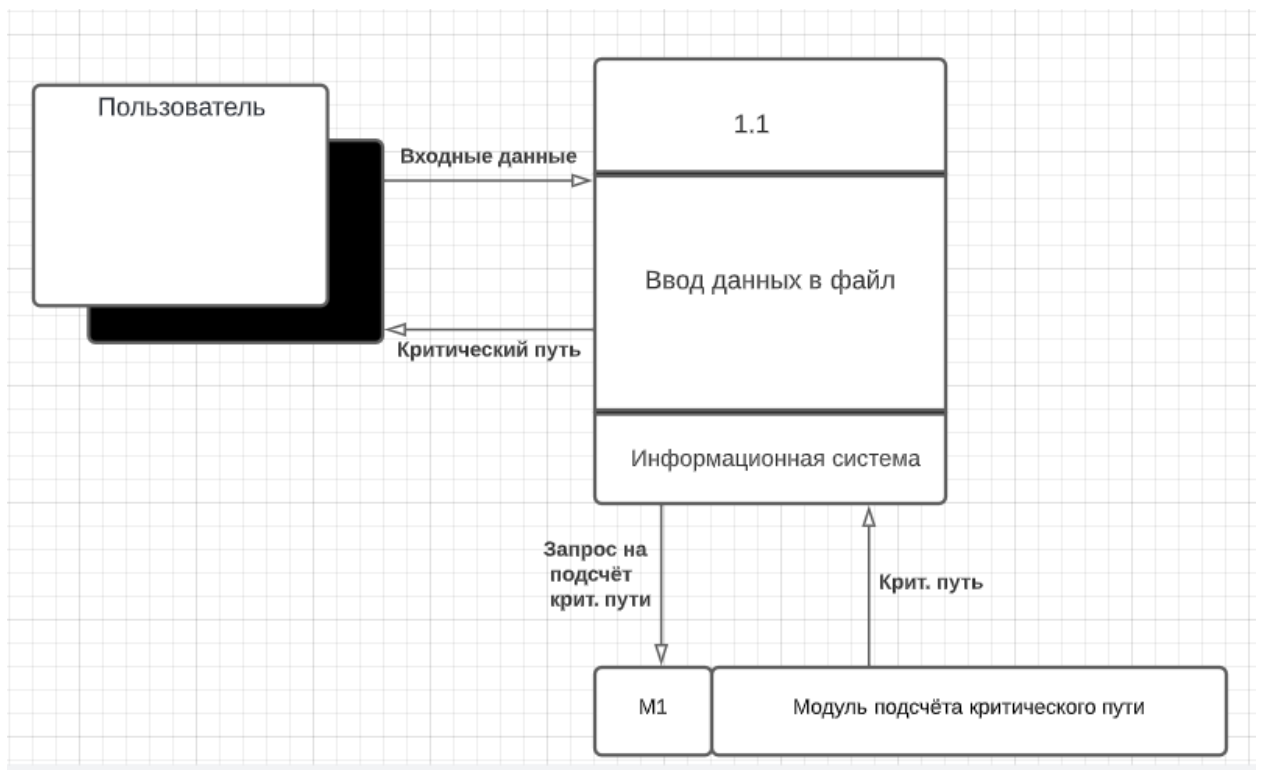 Пользователь
1.1
Входные данные
Ввод данных в файл
Критический путь
Информационная система
Запрос на
подсчёт
крит. пути
Крит. путь
М1
Модуль подсчёта критического пути